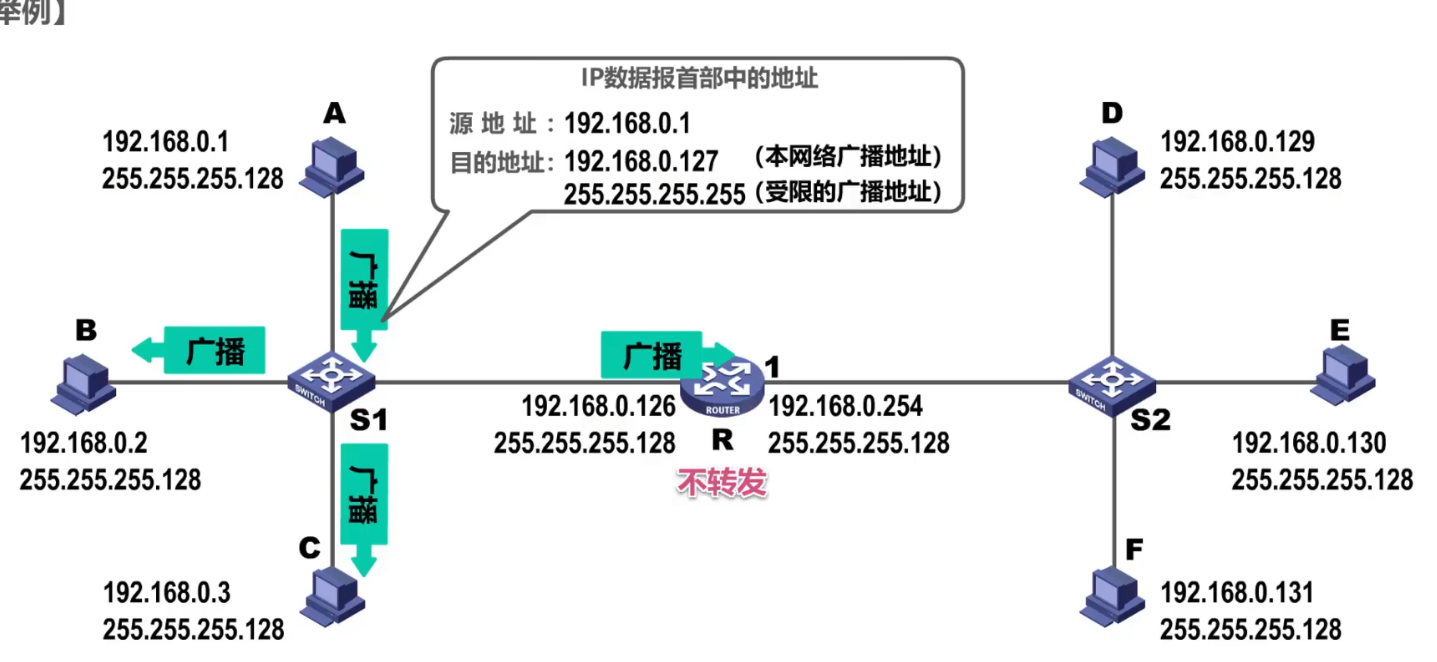 举例】
IP数据报首部中的地址
源 地 址 ：192.168.0.1
目的地址：192.168.0.127 （本网络广播地址）
255.255.255.255（受限的广播地址）
A
192.168.0.1
255.255.255.128
D
192.168.0.129
255.255.255.128
广播
B
广播
广播
1
E
SWITCH
ROUTER
SWITCH
S1
192.168.0.126
255.255.255.128
R
192.168.0.254
255.255.255.128
S2
192.168.0.2
255.255.255.128
192.168.0.130
255.255.255.128
不转发
广播
C
192.168.0.3
255.255.255.128
F
192.168.0.131
255.255.255.128